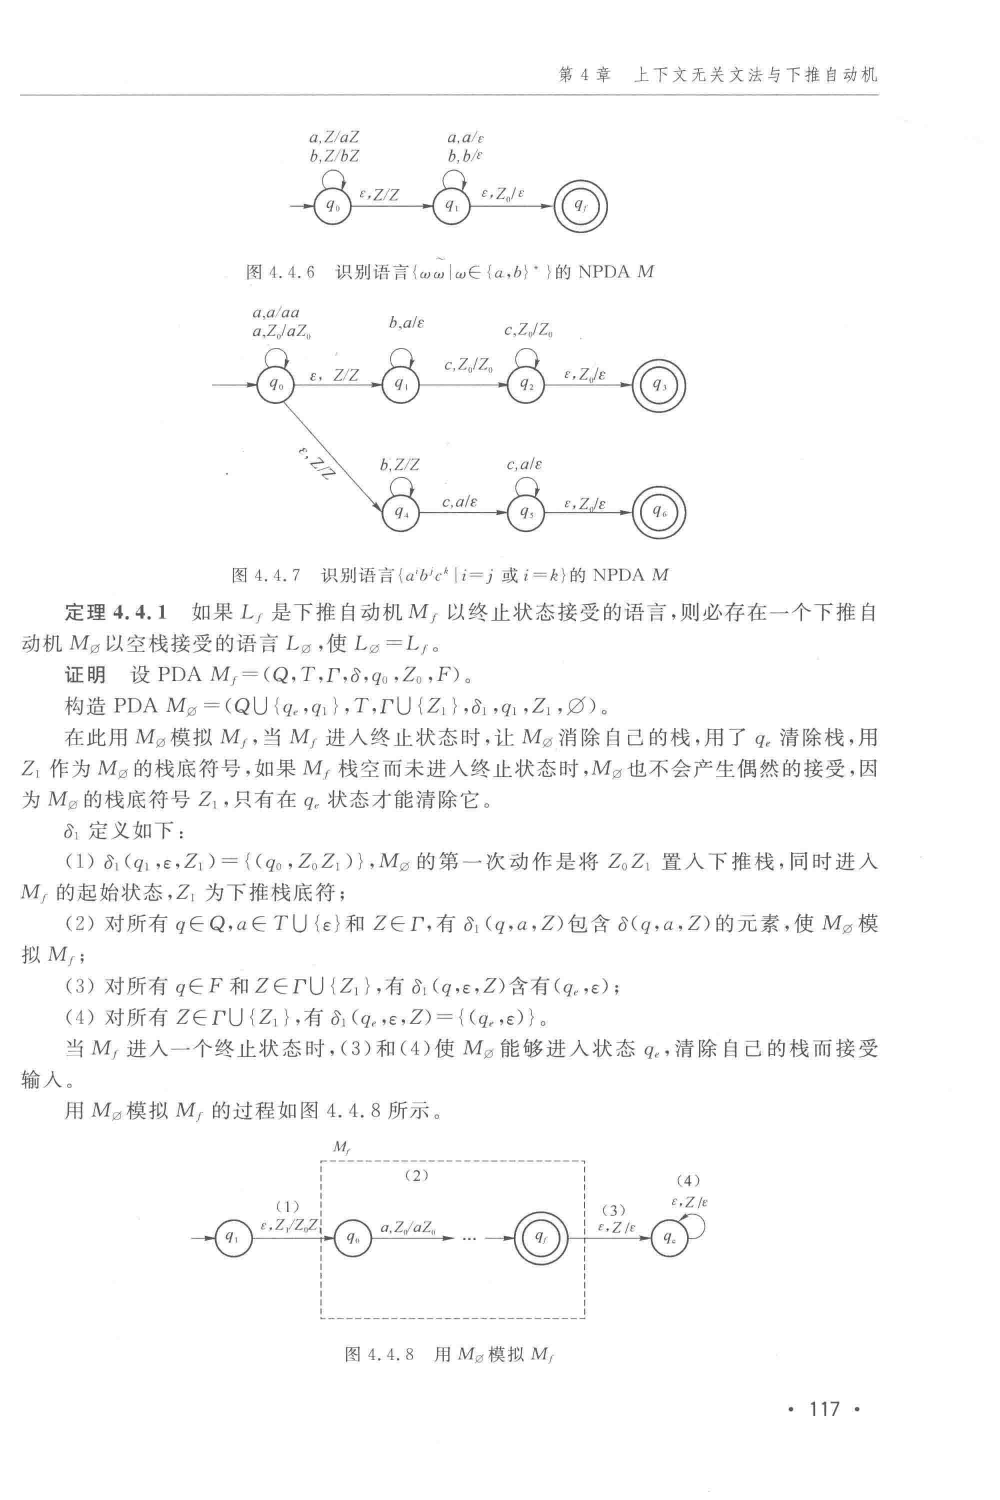 第 4 章 上下文无关文法与下推自动机
a,Z/aZ
b,Z/bZ
a,a/ε
b,b/ε
q₀
ε,Z/Z
q₁
ε,Z₀/ε
q_f
图 4.4.6 识别语言{ωω̃|ω∈{a,b}*}的 NPDA M
a,a/aa
a,Z₀/aZ₀
b,a/ε
c,Z₀/Z₀
q₀
ε, Z/Z
q₁
c,Z₀/Z₀
q₂
ε,Z₀/ε
q₃
ε,Z/Z
b,Z/Z
c,a/ε
q₄
c,a/ε
q₅
ε,Z₀/ε
q₆
图 4.4.7 识别语言{aⁱbʲcᵏ|i=j 或 i=k}的 NPDA M
定理 4.4.1 如果 L_f 是下推自动机 M_f 以终止状态接受的语言,则必存在一个下推自
动机 M_∅ 以空栈接受的语言 L_∅,使 L_∅=L_f。
证明 设 PDA M_f=(Q,T,Γ,δ,q₀,Z₀,F)。
构造 PDA M_∅=(Q∪{q_e,q₁},T,Γ∪{Z₁},δ₁,q₁,Z₁,∅)。
在此用 M_∅ 模拟 M_f,当 M_f 进入终止状态时,让 M_∅ 消除自己的栈,用了 q_e 清除栈,用
Z₁ 作为 M_∅ 的栈底符号,如果 M_f 栈空而未进入终止状态时,M_∅ 也不会产生偶然的接受,因
为 M_∅ 的栈底符号 Z₁,只有在 q_e 状态才能清除它。
δ₁ 定义如下:
(1) δ₁(q₁,ε,Z₁)={(q₀,Z₀Z₁)},M_∅ 的第一次动作是将 Z₀Z₁ 置入下推栈,同时进入
M_f 的起始状态,Z₁ 为下推栈底符;
(2) 对所有 q∈Q,a∈T∪{ε}和 Z∈Γ,有 δ₁(q,a,Z)包含 δ(q,a,Z)的元素,使 M_∅ 模
拟 M_f;
(3) 对所有 q∈F 和 Z∈Γ∪{Z₁},有 δ₁(q,ε,Z)含有(q_e,ε);
(4) 对所有 Z∈Γ∪{Z₁},有 δ₁(q_e,ε,Z)={(q_e,ε)}。
当 M_f 进入一个终止状态时,(3)和(4)使 M_∅ 能够进入状态 q_e,清除自己的栈而接受
输入。
用 M_∅ 模拟 M_f 的过程如图 4.4.8 所示。
M_f
(2)
(4)
ε,Z/ε
(1)
ε,Z₁/Z₀Z₁
(3)
ε,Z/ε
q₁
q₀
a,Z₀/aZ₀
…
q_f
q_e
图 4.4.8 用 M_∅ 模拟 M_f
· 117 ·